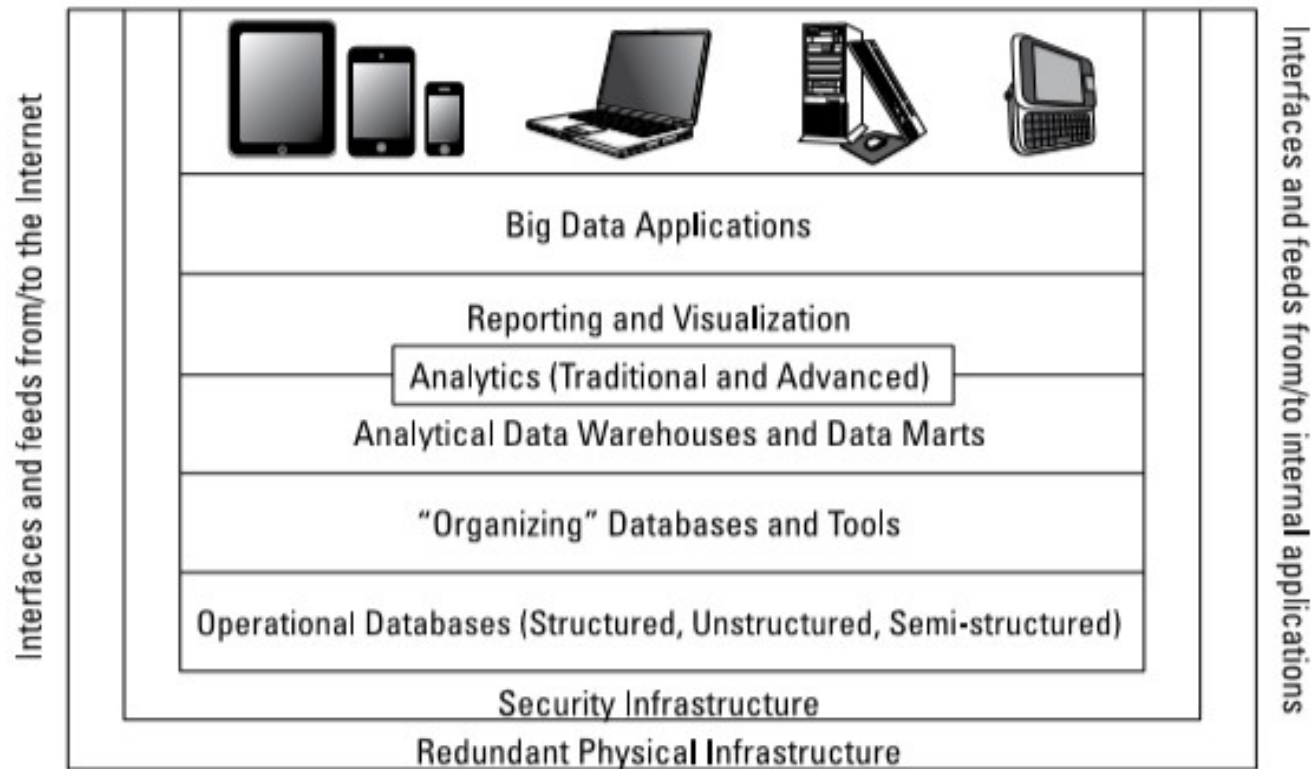 Interfaces and feeds from/to the Internet
Big Data Applications
Reporting and Visualization
Analytics (Traditional and Advanced)
Analytical Data Warehouses and Data Marts
“Organizing” Databases and Tools
Operational Databases (Structured, Unstructured, Semi-structured)
Security Infrastructure
Redundant Physical Infrastructure
Interfaces and feeds from/to internal applications